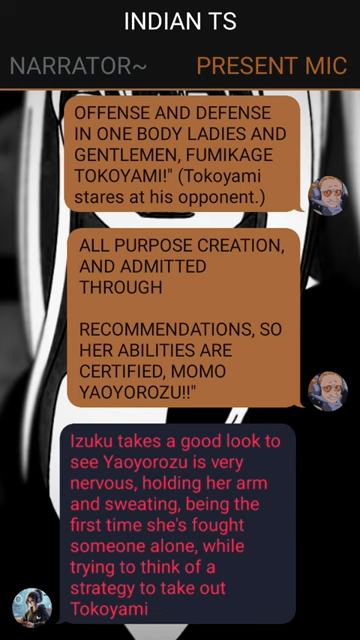 INDIAN TS
NARRATOR~ PRESENT MIC
OFFENSE AND DEFENSE
IN ONE BODY LADIES AND
GENTLEMEN, FUMIKAGE
TOKOYAMI!" (Tokoyami
stares at his opponent.)
ALL PURPOSE CREATION,
AND ADMITTED
THROUGH
RECOMMENDATIONS, SO
HER ABILITIES ARE
CERTIFIED, MOMO
YAOYOROZU!!"
Izuku takes a good look to
see Yaoyorozu is very
nervous, holding her arm
and sweating, being the
first time she's fought
someone alone, while
trying to think of a
strategy to take out
Tokoyami